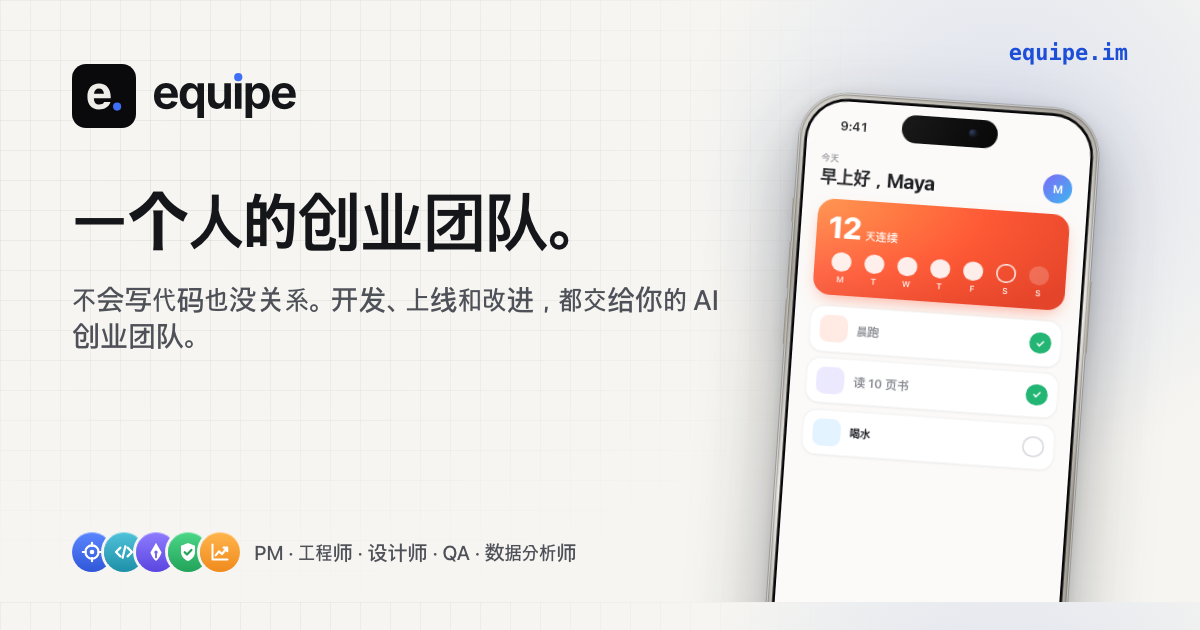 equipe.im
e.
equipe
一个人的创业团队。
不会写代码也没关系。开发、上线和改进，都交给你的 AI
创业团队。
PM · 工程师 · 设计师 · QA · 数据分析师
9:41
今天
早上好，Maya
M
12 天连续
M T W T F S S
晨跑
读 10 页书
喝水